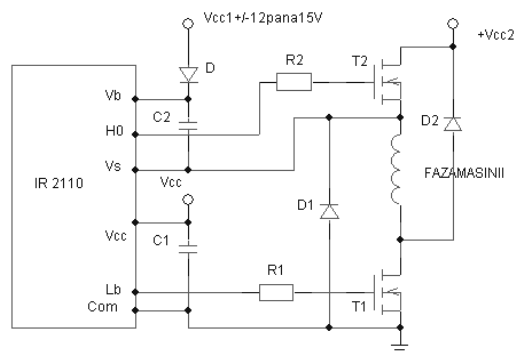 Vcc1+/-12pana15V
+Vcc2
R2
T2
D
Vb
C2
H0
D2
Vs
Vcc
IR 2110
FAZAMASINII
D1
Vcc
C1
R1
Lb
Com
T1